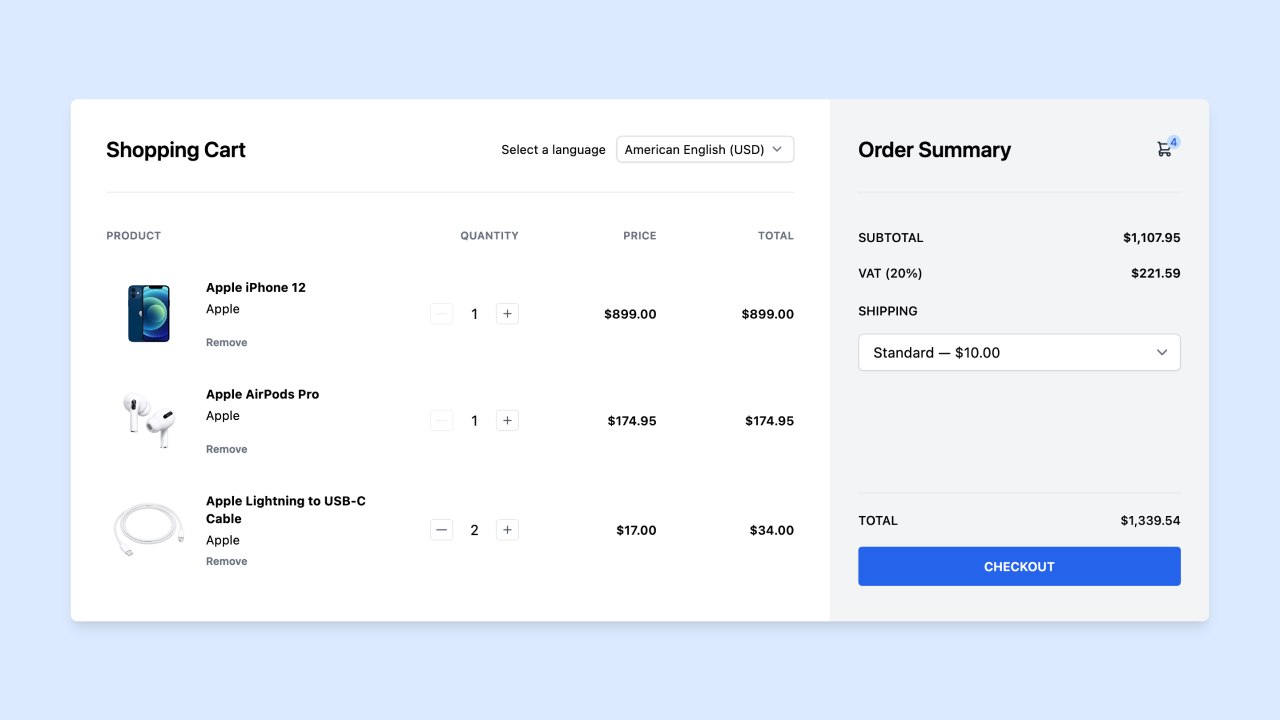 Shopping Cart
Select a language American English (USD)
PRODUCT QUANTITY PRICE TOTAL
Apple iPhone 12
Apple
Remove
1 + $899.00 $899.00
Apple AirPods Pro
Apple
Remove
1 + $174.95 $174.95
Apple Lightning to USB-C
Cable
Apple
Remove
— 2 + $17.00 $34.00
Order Summary
4
SUBTOTAL $1,107.95
VAT (20%) $221.59
SHIPPING
Standard — $10.00
TOTAL $1,339.54
CHECKOUT